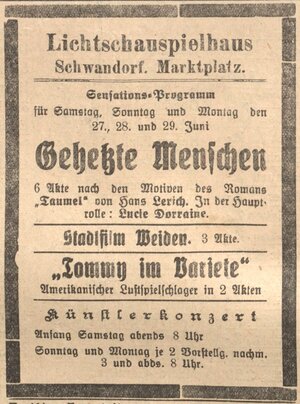 Lichtschauspielhaus
Schwandorf. Marktplatz.
Sensations-Programm
für Samstag, Sonntag und Montag den
27., 28. und 29. Juni
Gehetzte Menschen
6 Akte nach den Motiven des Romans
„Taumel“ von Hans Lerich. In der Haupt-
rolle: Lucie Dorraine.
Stadtfilm Weiden. 3 Akte.
„Tommy im Variete“
Amerikanischer Lustspielschlager in 2 Akten
Künstlerkonzert
Anfang Samstag abends 8 Uhr
Sonntag und Montag je 2 Vorstellg. nachm.
3 und abds. 8 Uhr.